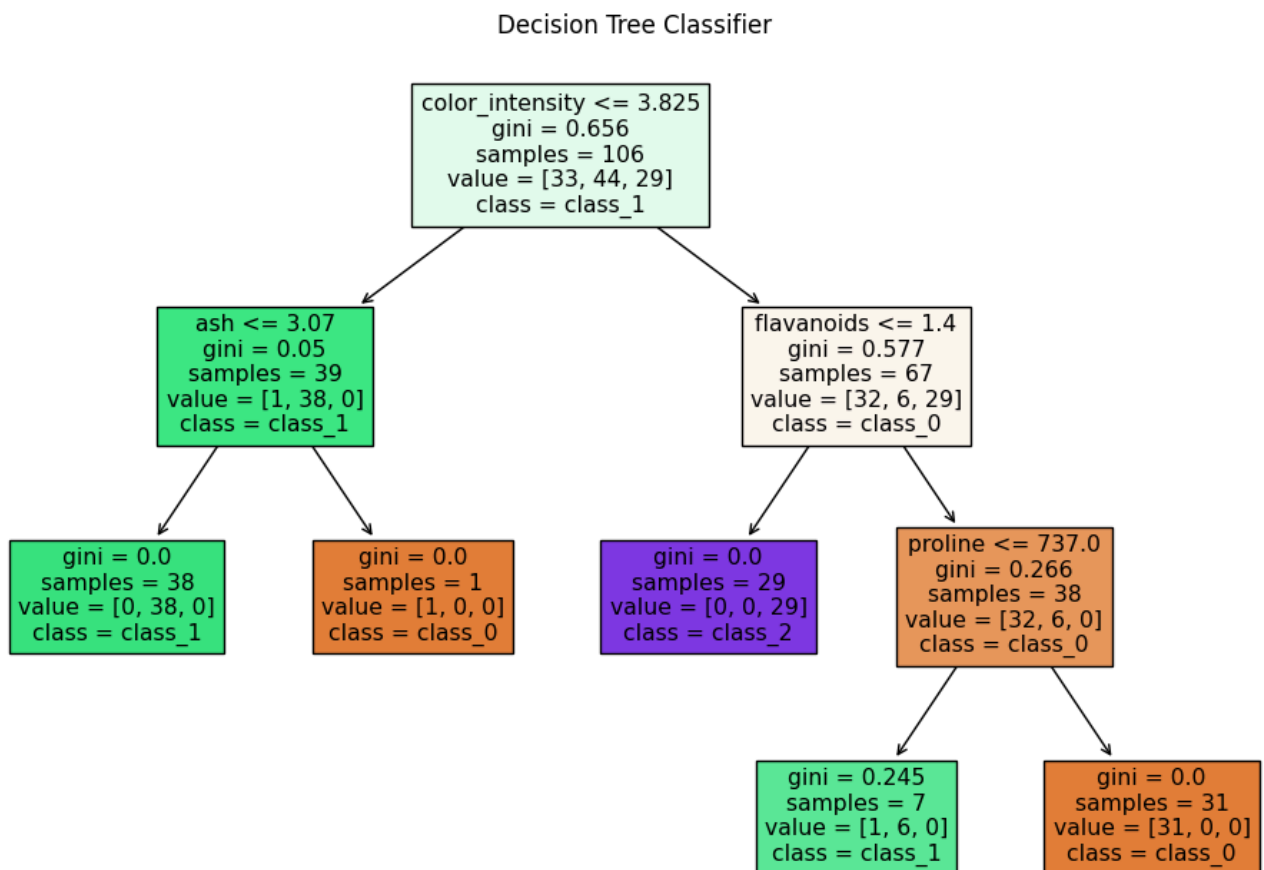 Decision Tree Classifier
color_intensity <= 3.825
gini = 0.656
samples = 106
value = [33, 44, 29]
class = class_1
ash <= 3.07
gini = 0.05
samples = 39
value = [1, 38, 0]
class = class_1
flavanoids <= 1.4
gini = 0.577
samples = 67
value = [32, 6, 29]
class = class_0
gini = 0.0
samples = 38
value = [0, 38, 0]
class = class_1
gini = 0.0
samples = 1
value = [1, 0, 0]
class = class_0
gini = 0.0
samples = 29
value = [0, 0, 29]
class = class_2
proline <= 737.0
gini = 0.266
samples = 38
value = [32, 6, 0]
class = class_0
gini = 0.245
samples = 7
value = [1, 6, 0]
class = class_1
gini = 0.0
samples = 31
value = [31, 0, 0]
class = class_0